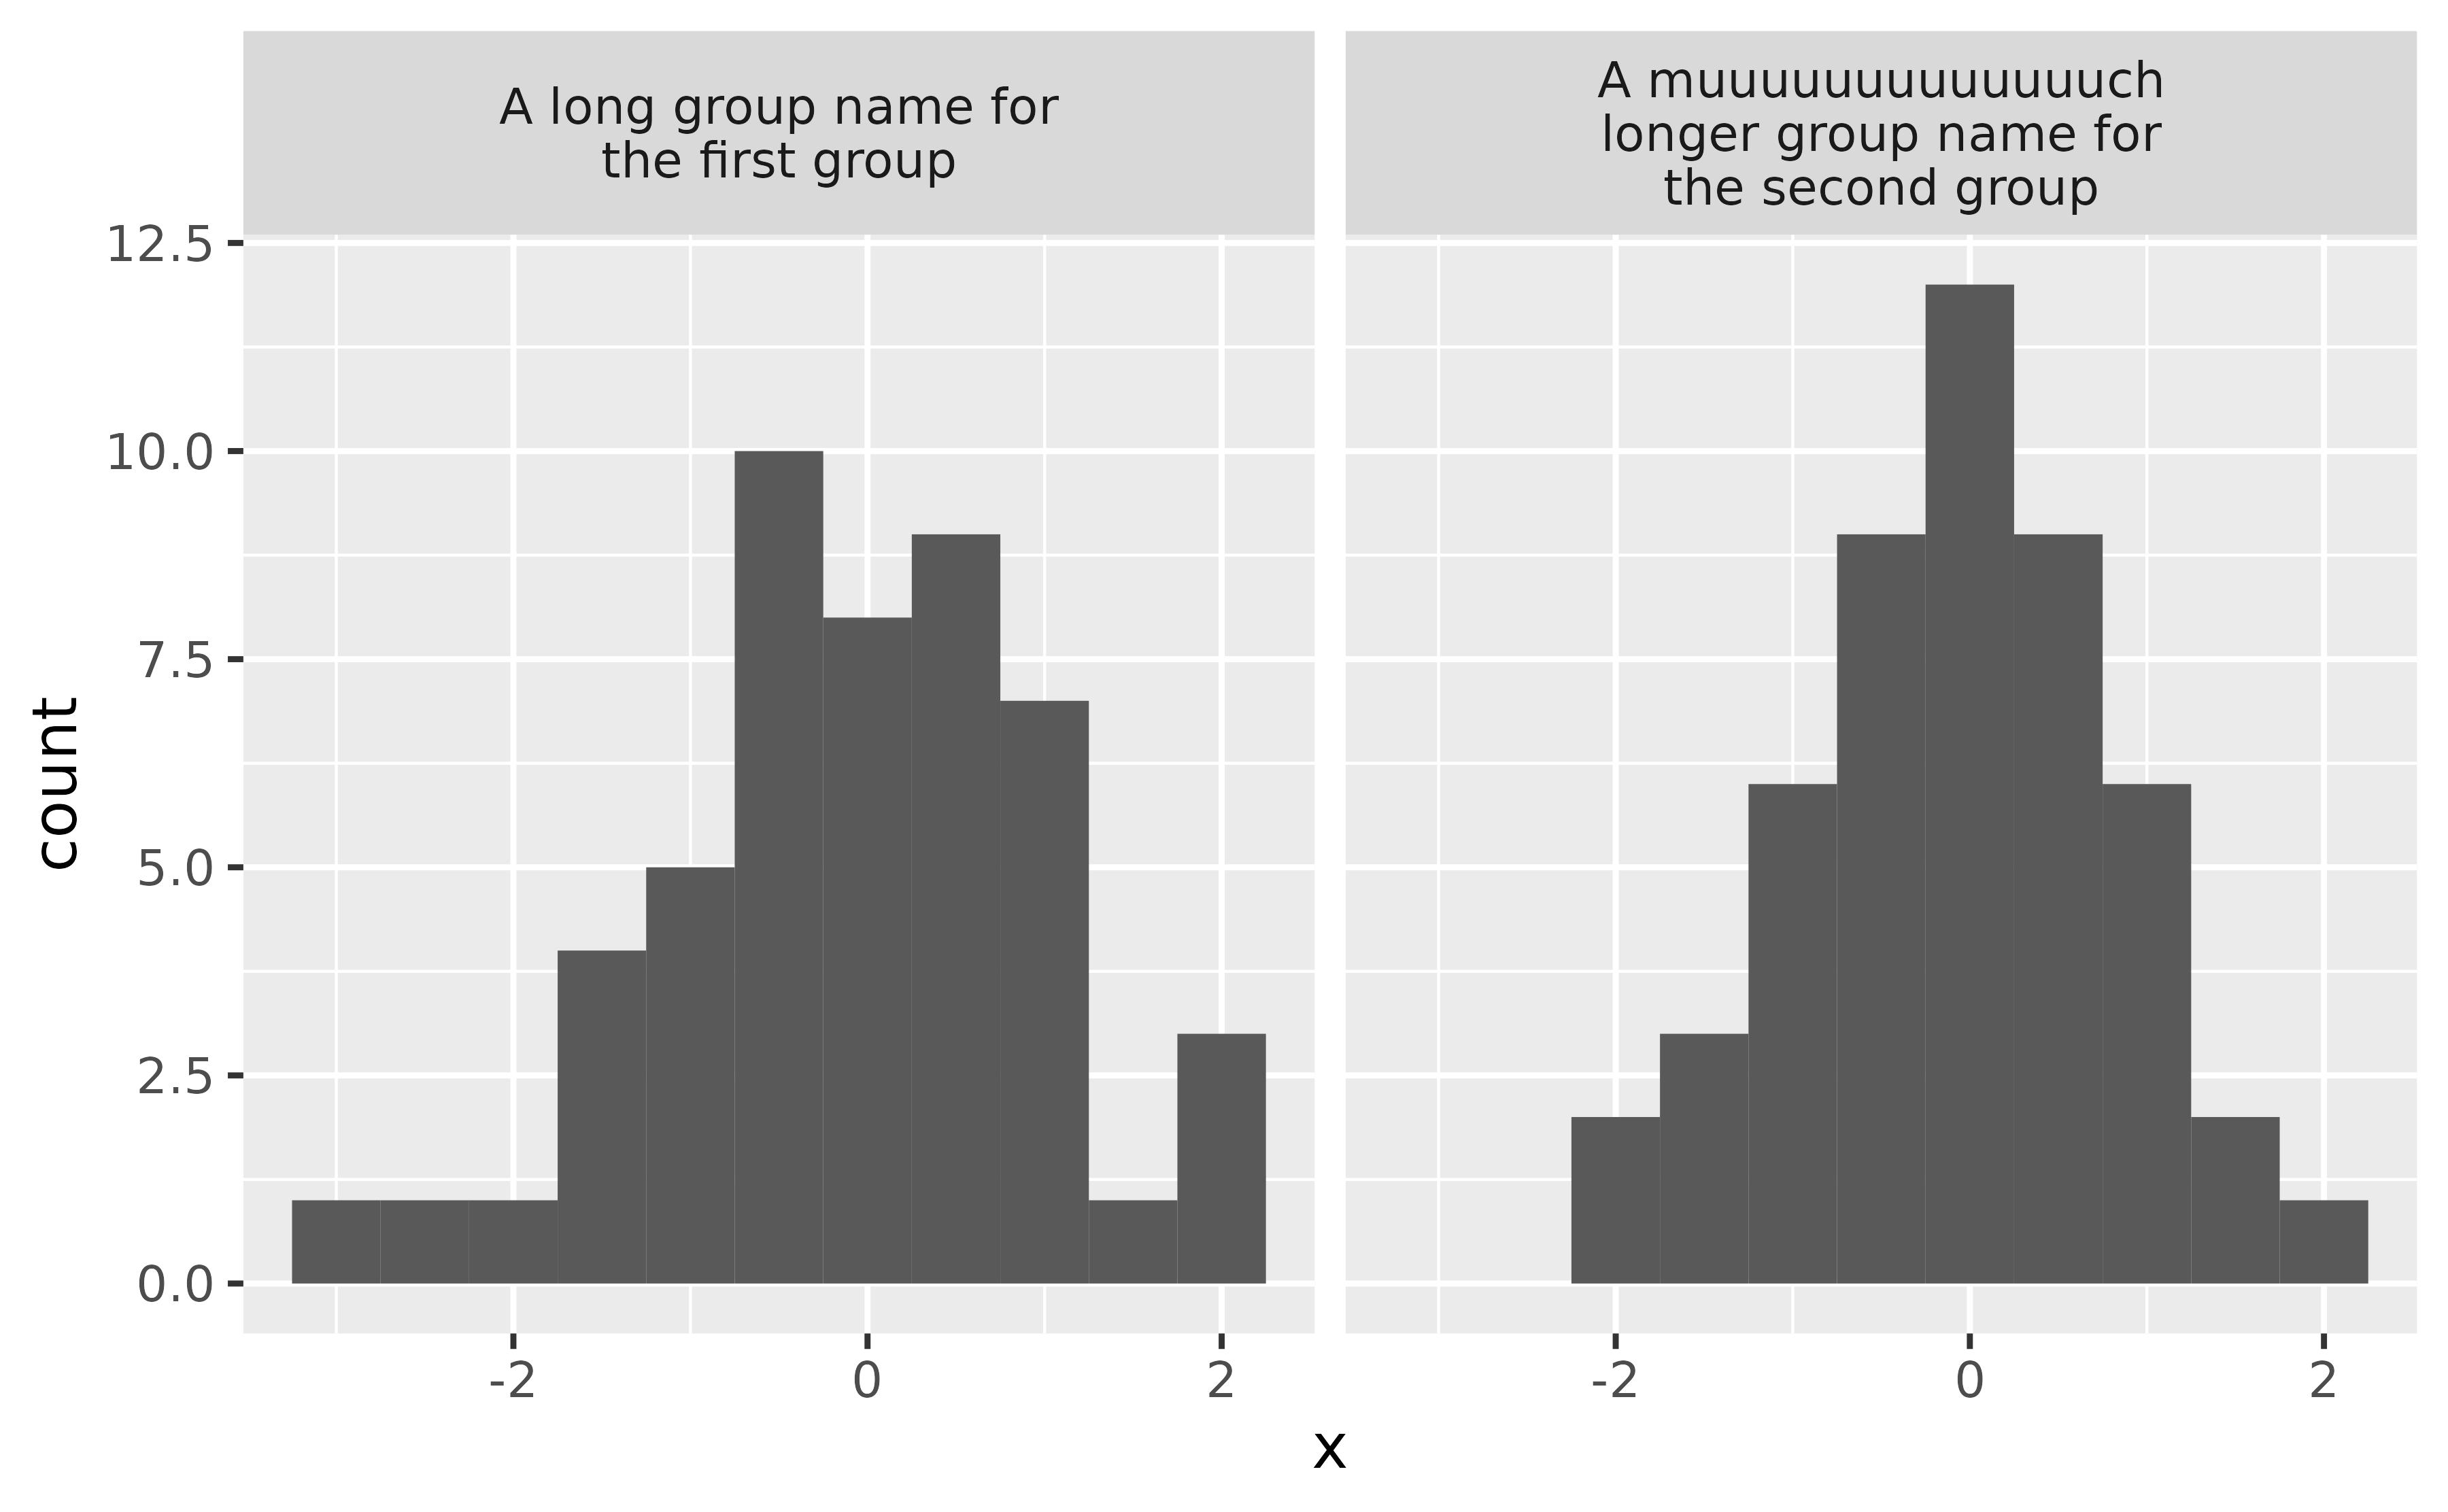 A long group name for
the first group
A muuuuuuuuuuuuuuch
longer group name for
the second group
12.5
10.0
7.5
5.0
2.5
0.0
count
-2 0 2
-2 0 2
x